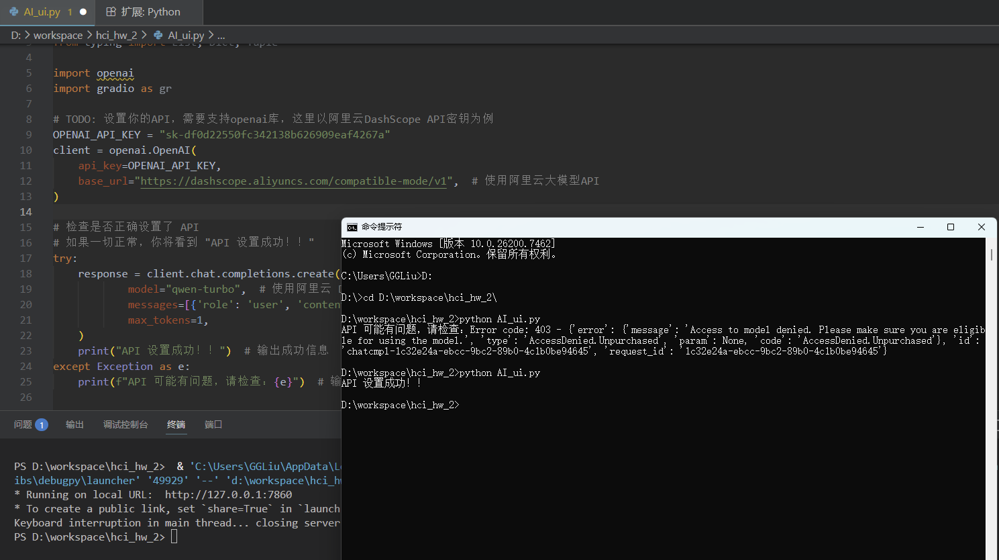 AI_ui.py 1
扩展: Python
D: > workspace > hci_hw_2 > AI_ui.py > ...
3 from typing import List, Dict, Tuple
4
5 import openai
6 import gradio as gr
7
8 # TODO: 设置你的API，需要支持openai库，这里以阿里云DashScope API密钥为例
9 OPENAI_API_KEY = "sk-df0d22550fc342138b626909eaf4267a"
10 client = openai.OpenAI(
11 api_key=OPENAI_API_KEY,
12 base_url="https://dashscope.aliyuncs.com/compatible-mode/v1", # 使用阿里云大模型API
13 )
14
15 # 检查是否正确设置了 API
16 # 如果一切正常，你将看到 "API 设置成功！！"
17 try:
18 response = client.chat.completions.create(
19 model="qwen-turbo", # 使用阿里云
20 messages=[{'role': 'user', 'conten
21 max_tokens=1,
22 )
23 print("API 设置成功！！") # 输出成功信息
24 except Exception as e:
25 print(f"API 可能有问题，请检查：{e}") # 输
26
问题 1 输出 调试控制台 终端 端口
PS D:\workspace\hci_hw_2> & 'C:\Users\GGLiu\AppData\L
ibs\debugpy\launcher' '49929' '--' 'd:\workspace\hci_h
* Running on local URL: http://127.0.0.1:7860
* To create a public link, set `share=True` in `launch
Keyboard interruption in main thread... closing server
PS D:\workspace\hci_hw_2>
命令提示符
Microsoft Windows [版本 10.0.26200.7462]
(c) Microsoft Corporation。保留所有权利。
C:\Users\GGLiu>D:
D:\>cd D:\workspace\hci_hw_2\
D:\workspace\hci_hw_2>python AI_ui.py
API 可能有问题，请检查：Error code: 403 - {'error': {'message': 'Access to model denied. Please make sure you are eligib
le for using the model.', 'type': 'AccessDenied.Unpurchased', 'param': None, 'code': 'AccessDenied.Unpurchased'}, 'id':
'chatcmpl-1c32e24a-ebcc-9bc2-89b0-4c1b0be94645', 'request_id': '1c32e24a-ebcc-9bc2-89b0-4c1b0be94645'}
D:\workspace\hci_hw_2>python AI_ui.py
API 设置成功！！
D:\workspace\hci_hw_2>